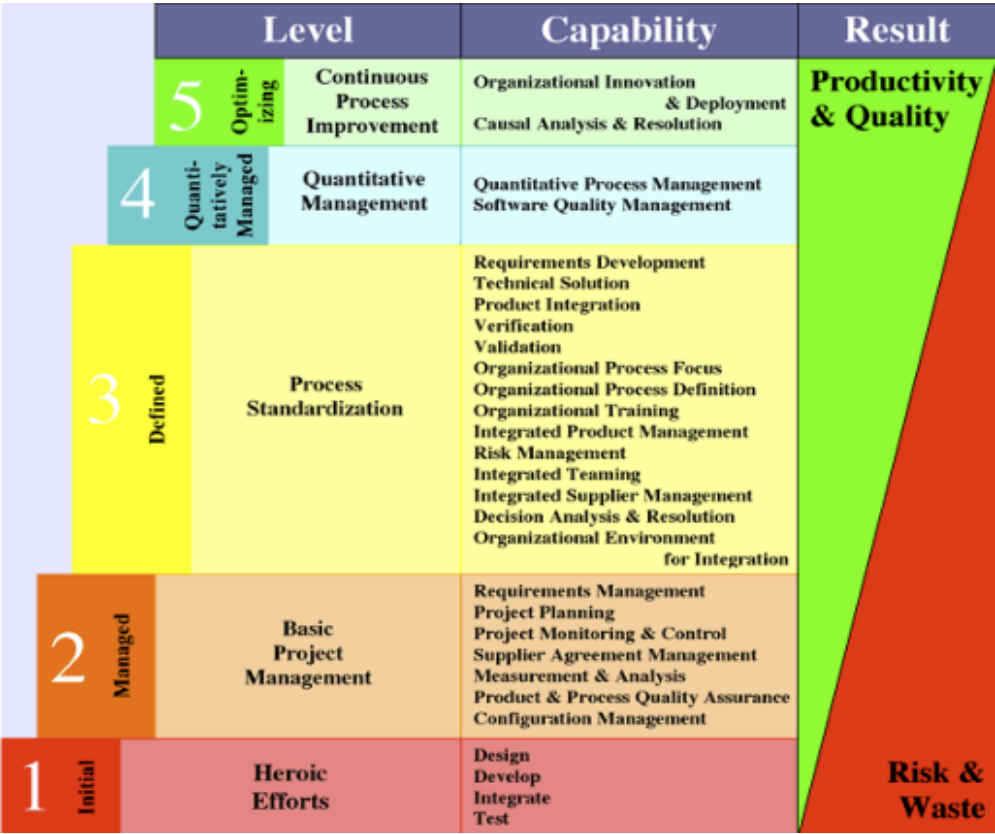 Level
Capability
Result
5
Optim-
izing
Continuous
Process
Improvement
Organizational Innovation
& Deployment
Causal Analysis & Resolution
Productivity
& Quality
4
Quanti-
tatively
Managed
Quantitative
Management
Quantitative Process Management
Software Quality Management
3
Defined
Process
Standardization
Requirements Development
Technical Solution
Product Integration
Verification
Validation
Organizational Process Focus
Organizational Process Definition
Organizational Training
Integrated Product Management
Risk Management
Integrated Teaming
Integrated Supplier Management
Decision Analysis & Resolution
Organizational Environment
for Integration
2
Managed
Basic
Project
Management
Requirements Management
Project Planning
Project Monitoring & Control
Supplier Agreement Management
Measurement & Analysis
Product & Process Quality Assurance
Configuration Management
1
Initial
Heroic
Efforts
Design
Develop
Integrate
Test
Risk &
Waste